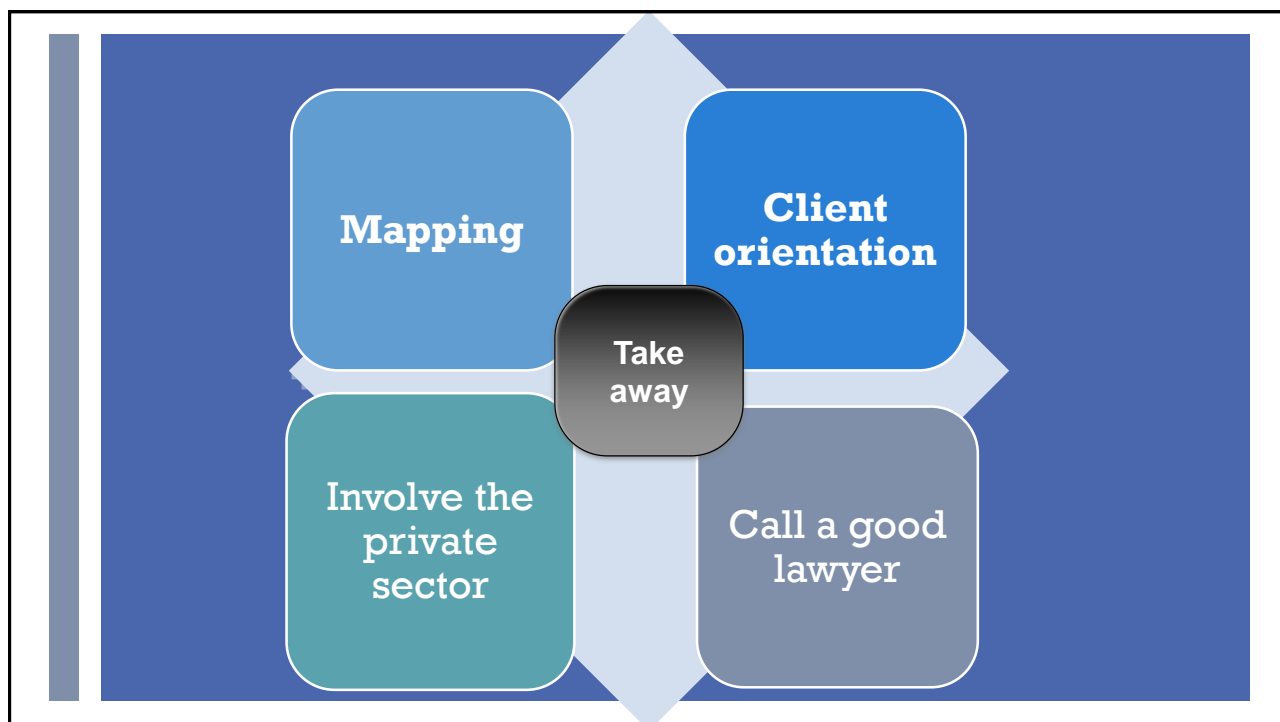 Mapping
Client
orientation
Take
away
Involve the
private
sector
Call a good
lawyer